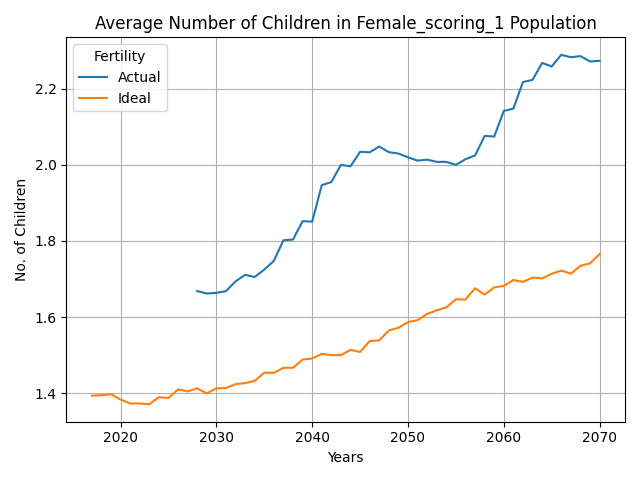 Average Number of Children in Female_scoring_1 Population
Fertility
Actual
Ideal
No. of Children
2.2
2.0
1.8
1.6
1.4
2020 2030 2040 2050 2060 2070
Years